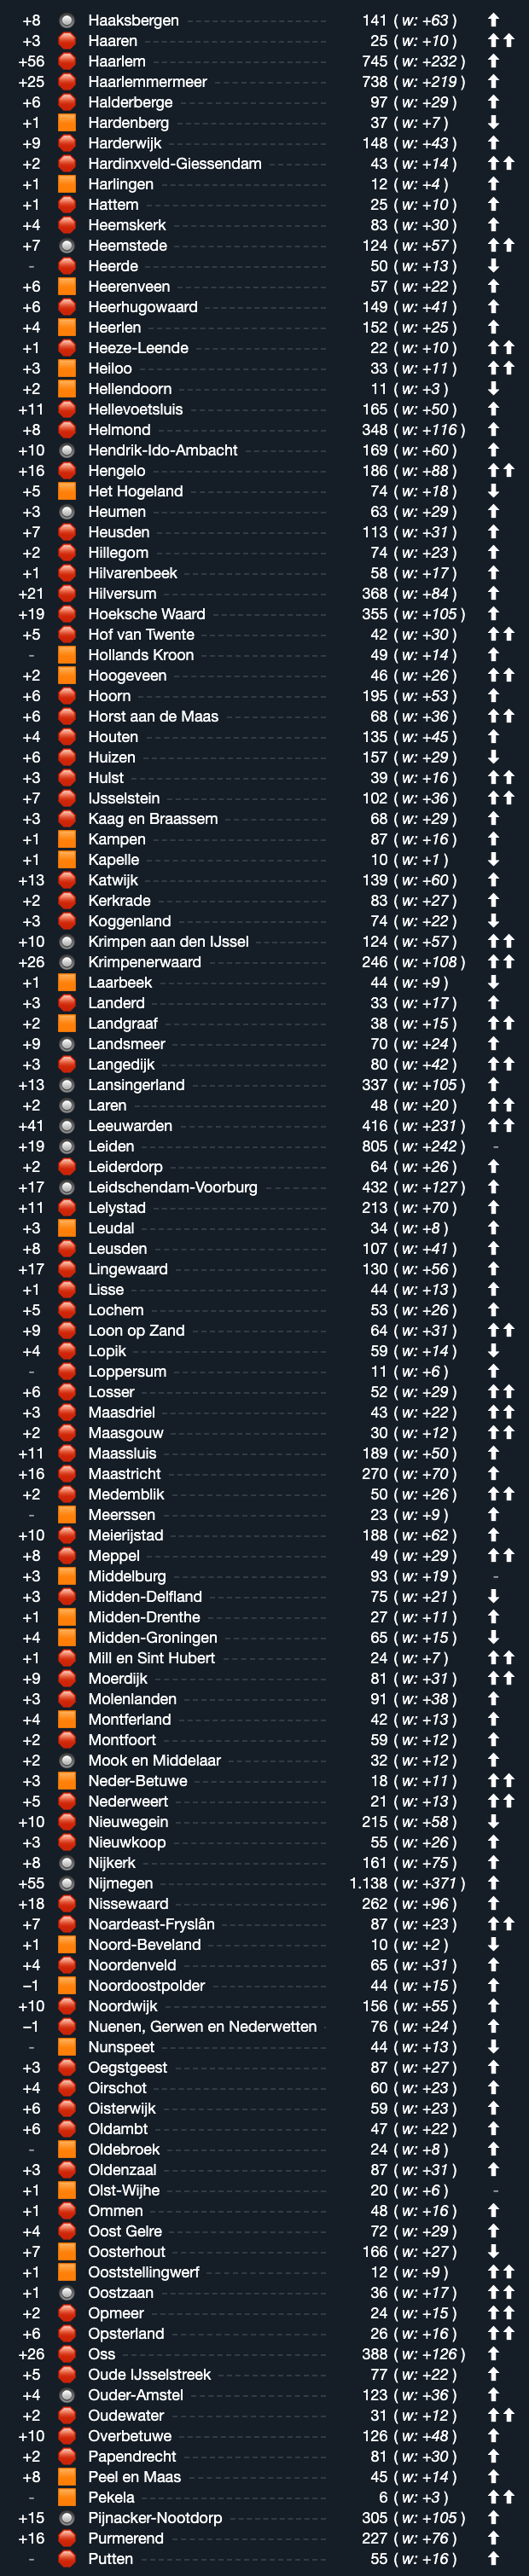 +8 Haaksbergen 141 (w: +63) ⬆
+3 Haaren 25 (w: +10) ⬆⬆
+56 Haarlem 745 (w: +232) ⬆
+25 Haarlemmermeer 738 (w: +219) ⬆
+6 Halderberge 97 (w: +29) ⬆
+1 Hardenberg 37 (w: +7) ⬇
+9 Harderwijk 148 (w: +43) ⬆
+2 Hardinxveld-Giessendam 43 (w: +14) ⬆⬆
+1 Harlingen 12 (w: +4) ⬆
+1 Hattem 25 (w: +10) ⬆
+4 Heemskerk 83 (w: +30) ⬆
+7 Heemstede 124 (w: +57) ⬆⬆
- Heerde 50 (w: +13) ⬇
+6 Heerenveen 57 (w: +22) ⬆
+6 Heerhugowaard 149 (w: +41) ⬆
+4 Heerlen 152 (w: +25) ⬆
+1 Heeze-Leende 22 (w: +10) ⬆⬆
+3 Heiloo 33 (w: +11) ⬆⬆
+2 Hellendoorn 11 (w: +3) ⬇
+11 Hellevoetsluis 165 (w: +50) ⬆
+8 Helmond 348 (w: +116) ⬆
+10 Hendrik-Ido-Ambacht 169 (w: +60) ⬆
+16 Hengelo 186 (w: +88) ⬆⬆
+5 Het Hogeland 74 (w: +18) ⬇
+3 Heumen 63 (w: +29) ⬆
+7 Heusden 113 (w: +31) ⬆
+2 Hillegom 74 (w: +23) ⬆
+1 Hilvarenbeek 58 (w: +17) ⬆
+21 Hilversum 368 (w: +84) ⬆
+19 Hoeksche Waard 355 (w: +105) ⬆
+5 Hof van Twente 42 (w: +30) ⬆⬆
- Hollands Kroon 49 (w: +14) ⬆
+2 Hoogeveen 46 (w: +26) ⬆⬆
+6 Hoorn 195 (w: +53) ⬆
+6 Horst aan de Maas 68 (w: +36) ⬆⬆
+4 Houten 135 (w: +45) ⬆
+6 Huizen 157 (w: +29) ⬇
+3 Hulst 39 (w: +16) ⬆⬆
+7 IJsselstein 102 (w: +36) ⬆⬆
+3 Kaag en Braassem 68 (w: +29) ⬆
+1 Kampen 87 (w: +16) ⬆
+1 Kapelle 10 (w: +1) ⬇
+13 Katwijk 139 (w: +60) ⬆
+2 Kerkrade 83 (w: +27) ⬆
+3 Koggenland 74 (w: +22) ⬇
+10 Krimpen aan den IJssel 124 (w: +57) ⬆⬆
+26 Krimpenerwaard 246 (w: +108) ⬆⬆
+1 Laarbeek 44 (w: +9) ⬇
+3 Landerd 33 (w: +17) ⬆
+2 Landgraaf 38 (w: +15) ⬆⬆
+9 Landsmeer 70 (w: +24) ⬆
+3 Langedijk 80 (w: +42) ⬆⬆
+13 Lansingerland 337 (w: +105) ⬆
+2 Laren 48 (w: +20) ⬆⬆
+41 Leeuwarden 416 (w: +231) ⬆⬆
+19 Leiden 805 (w: +242) -
+2 Leiderdorp 64 (w: +26) ⬆
+17 Leidschendam-Voorburg 432 (w: +127) ⬆
+11 Lelystad 213 (w: +70) ⬆
+3 Leudal 34 (w: +8) ⬆
+8 Leusden 107 (w: +41) ⬆
+17 Lingewaard 130 (w: +56) ⬆
+1 Lisse 44 (w: +13) ⬆
+5 Lochem 53 (w: +26) ⬆
+9 Loon op Zand 64 (w: +31) ⬆⬆
+4 Lopik 59 (w: +14) ⬇
- Loppersum 11 (w: +6) ⬆
+6 Losser 52 (w: +29) ⬆⬆
+3 Maasdriel 43 (w: +22) ⬆⬆
+2 Maasgouw 30 (w: +12) ⬆⬆
+11 Maassluis 189 (w: +50) ⬆
+16 Maastricht 270 (w: +70) ⬆
+2 Medemblik 50 (w: +26) ⬆⬆
- Meerssen 23 (w: +9) ⬆
+10 Meierijstad 188 (w: +62) ⬆
+8 Meppel 49 (w: +29) ⬆⬆
+3 Middelburg 93 (w: +19) -
+3 Midden-Delfland 75 (w: +21) ⬇
+1 Midden-Drenthe 27 (w: +11) ⬆
+4 Midden-Groningen 65 (w: +15) ⬇
+1 Mill en Sint Hubert 24 (w: +7) ⬆⬆
+9 Moerdijk 81 (w: +31) ⬆⬆
+3 Molenlanden 91 (w: +38) ⬆
+4 Montferland 42 (w: +13) ⬆
+2 Montfoort 59 (w: +12) ⬆
+2 Mook en Middelaar 32 (w: +12) ⬆
+3 Neder-Betuwe 18 (w: +11) ⬆⬆
+5 Nederweert 21 (w: +13) ⬆⬆
+10 Nieuwegein 215 (w: +58) ⬇
+3 Nieuwkoop 55 (w: +26) ⬆
+8 Nijkerk 161 (w: +75) ⬆
+55 Nijmegen 1.138 (w: +371) ⬆
+18 Nissewaard 262 (w: +96) ⬆
+7 Noardeast-Fryslân 87 (w: +23) ⬆⬆
+1 Noord-Beveland 10 (w: +2) ⬇
+4 Noordenveld 65 (w: +31) ⬆
−1 Noordoostpolder 44 (w: +15) ⬆
+10 Noordwijk 156 (w: +55) ⬆
−1 Nuenen, Gerwen en Nederwetten 76 (w: +24) ⬆
- Nunspeet 44 (w: +13) ⬇
+3 Oegstgeest 87 (w: +27) ⬆
+4 Oirschot 60 (w: +23) ⬆
+6 Oisterwijk 59 (w: +23) ⬆
+6 Oldambt 47 (w: +22) ⬆
- Oldebroek 24 (w: +8) ⬆
+3 Oldenzaal 87 (w: +31) ⬆
+1 Olst-Wijhe 20 (w: +6) -
+1 Ommen 48 (w: +16) ⬆
+4 Oost Gelre 72 (w: +29) ⬆
+7 Oosterhout 166 (w: +27) ⬇
+1 Ooststellingwerf 12 (w: +9) ⬆⬆
+1 Oostzaan 36 (w: +17) ⬆⬆
+2 Opmeer 24 (w: +15) ⬆⬆
+6 Opsterland 26 (w: +16) ⬆⬆
+26 Oss 388 (w: +126) ⬆
+5 Oude IJsselstreek 77 (w: +22) ⬆
+4 Ouder-Amstel 123 (w: +36) ⬆
+2 Oudewater 31 (w: +12) ⬆⬆
+10 Overbetuwe 126 (w: +48) ⬆
+2 Papendrecht 81 (w: +30) ⬆
+8 Peel en Maas 45 (w: +14) ⬆
- Pekela 6 (w: +3) ⬆⬆
+15 Pijnacker-Nootdorp 305 (w: +105) ⬆
+16 Purmerend 227 (w: +76) ⬆
- Putten 55 (w: +16) ⬆